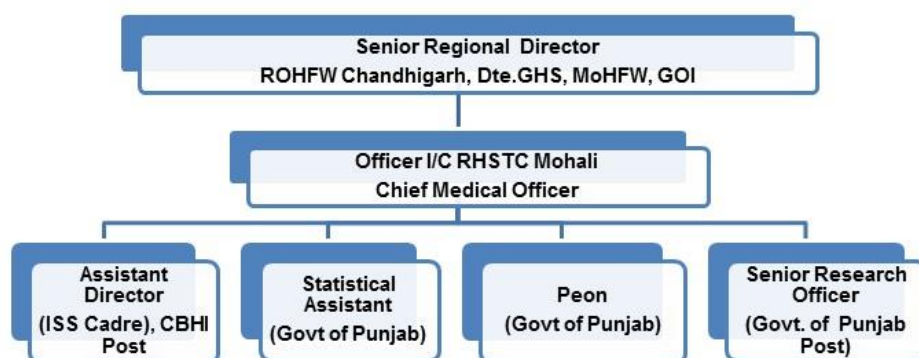 Senior Regional Director
ROHFW Chandhigarh, Dte.GHS, MoHFW, GOI
Officer I/C RHSTC Mohali
Chief Medical Officer
Assistant
Director
(ISS Cadre), CBHI
Post
Statistical
Assistant
(Govt of Punjab)
Peon
(Govt of Punjab)
Senior Research
Officer
(Govt. of Punjab
Post)